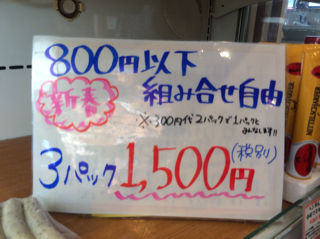 800円以下
新春
組み合せ自由
※300円代2パックで1パックと
みなします!!
3パック 1,500円
(税別)
MITTELSCHARFER